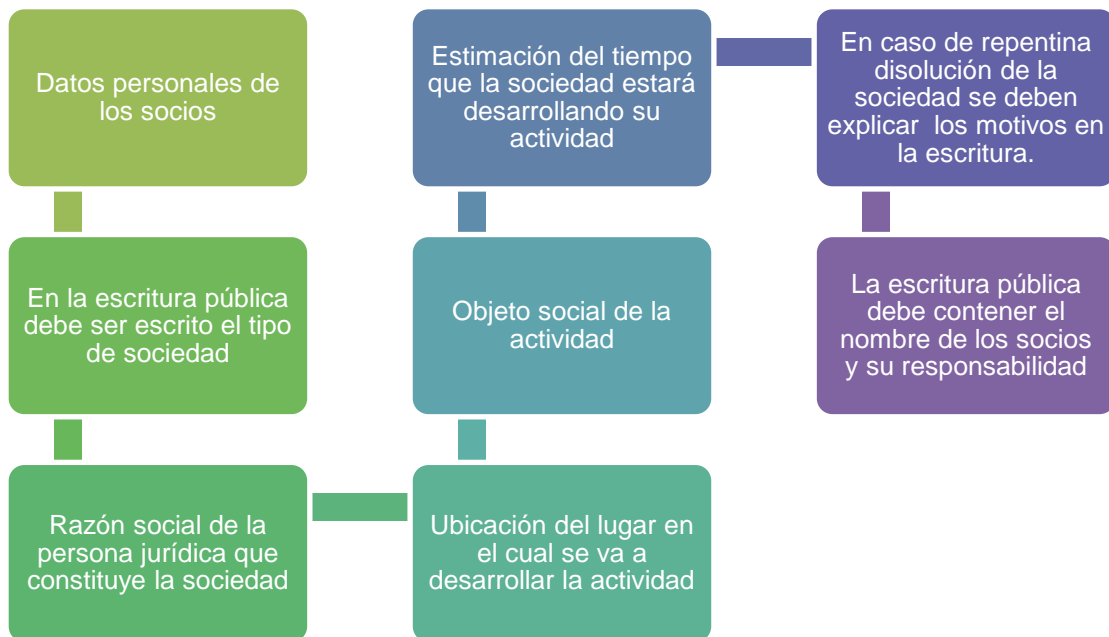 Datos personales de
los socios
En la escritura pública
debe ser escrito el tipo
de sociedad
Razón social de la
persona jurídica que
constituye la sociedad
Ubicación del lugar en
el cual se va a
desarrollar la actividad
Objeto social de la
actividad
Estimación del tiempo
que la sociedad estará
desarrollando su
actividad
En caso de repentina
disolución de la
sociedad se deben
explicar los motivos en
la escritura.
La escritura pública
debe contener el
nombre de los socios
y su responsabilidad